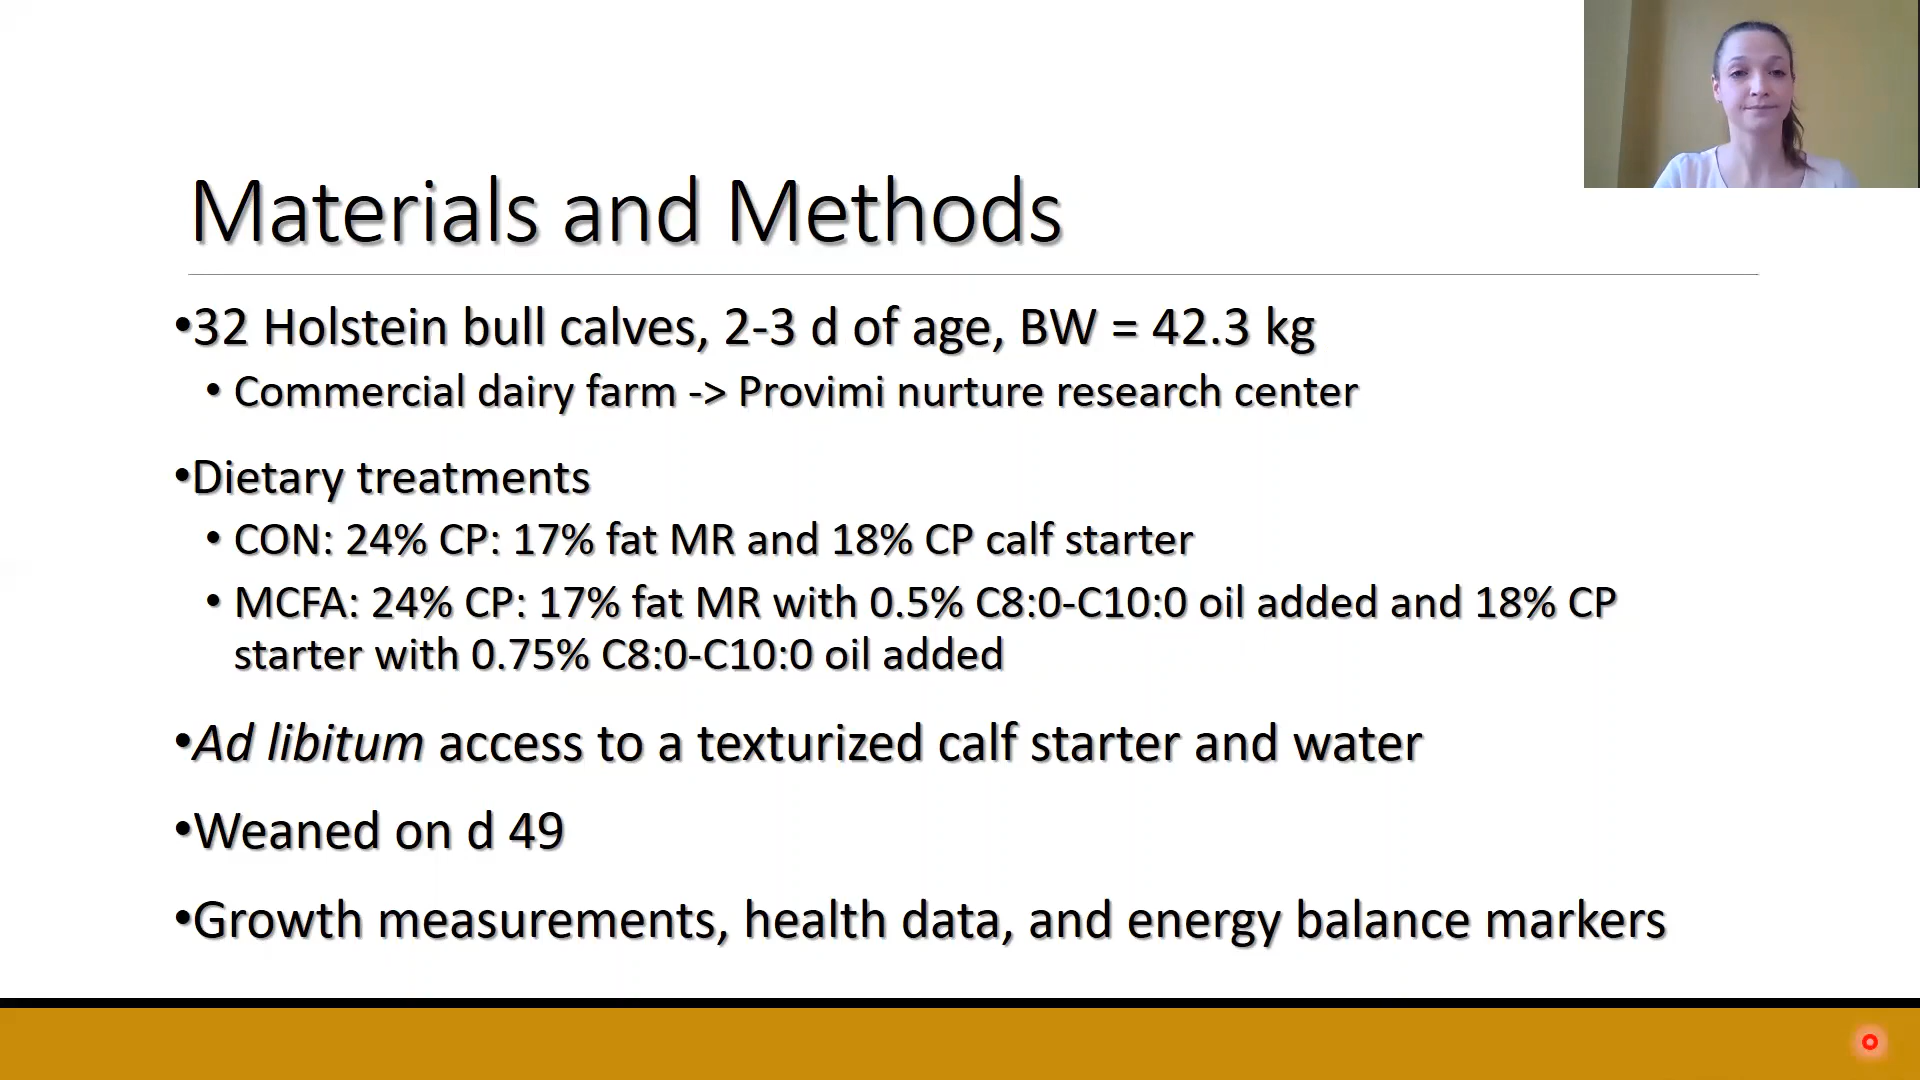 Materials and Methods
•32 Holstein bull calves, 2-3 d of age, BW = 42.3 kg
• Commercial dairy farm -> Provimi nurture research center
•Dietary treatments
• CON: 24% CP: 17% fat MR and 18% CP calf starter
• MCFA: 24% CP: 17% fat MR with 0.5% C8:0-C10:0 oil added and 18% CP
starter with 0.75% C8:0-C10:0 oil added
•Ad libitum access to a texturized calf starter and water
•Weaned on d 49
•Growth measurements, health data, and energy balance markers